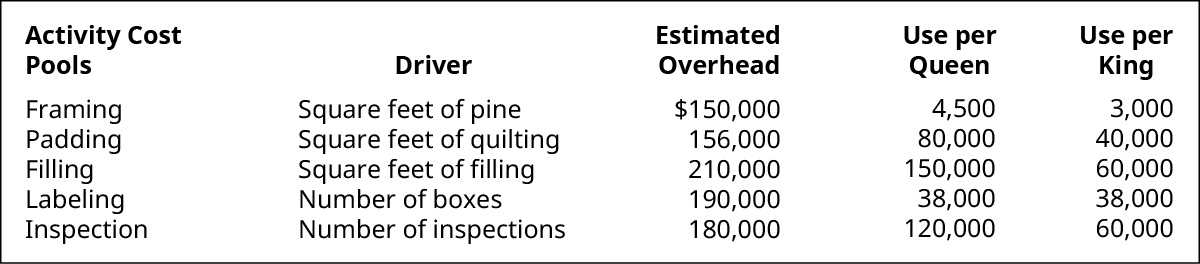 Activity Cost Pools Driver Estimated Overhead Use per Queen Use per King
Framing Square feet of pine $150,000 4,500 3,000
Padding Square feet of quilting 156,000 80,000 40,000
Filling Square feet of filling 210,000 150,000 60,000
Labeling Number of boxes 190,000 38,000 38,000
Inspection Number of inspections 180,000 120,000 60,000